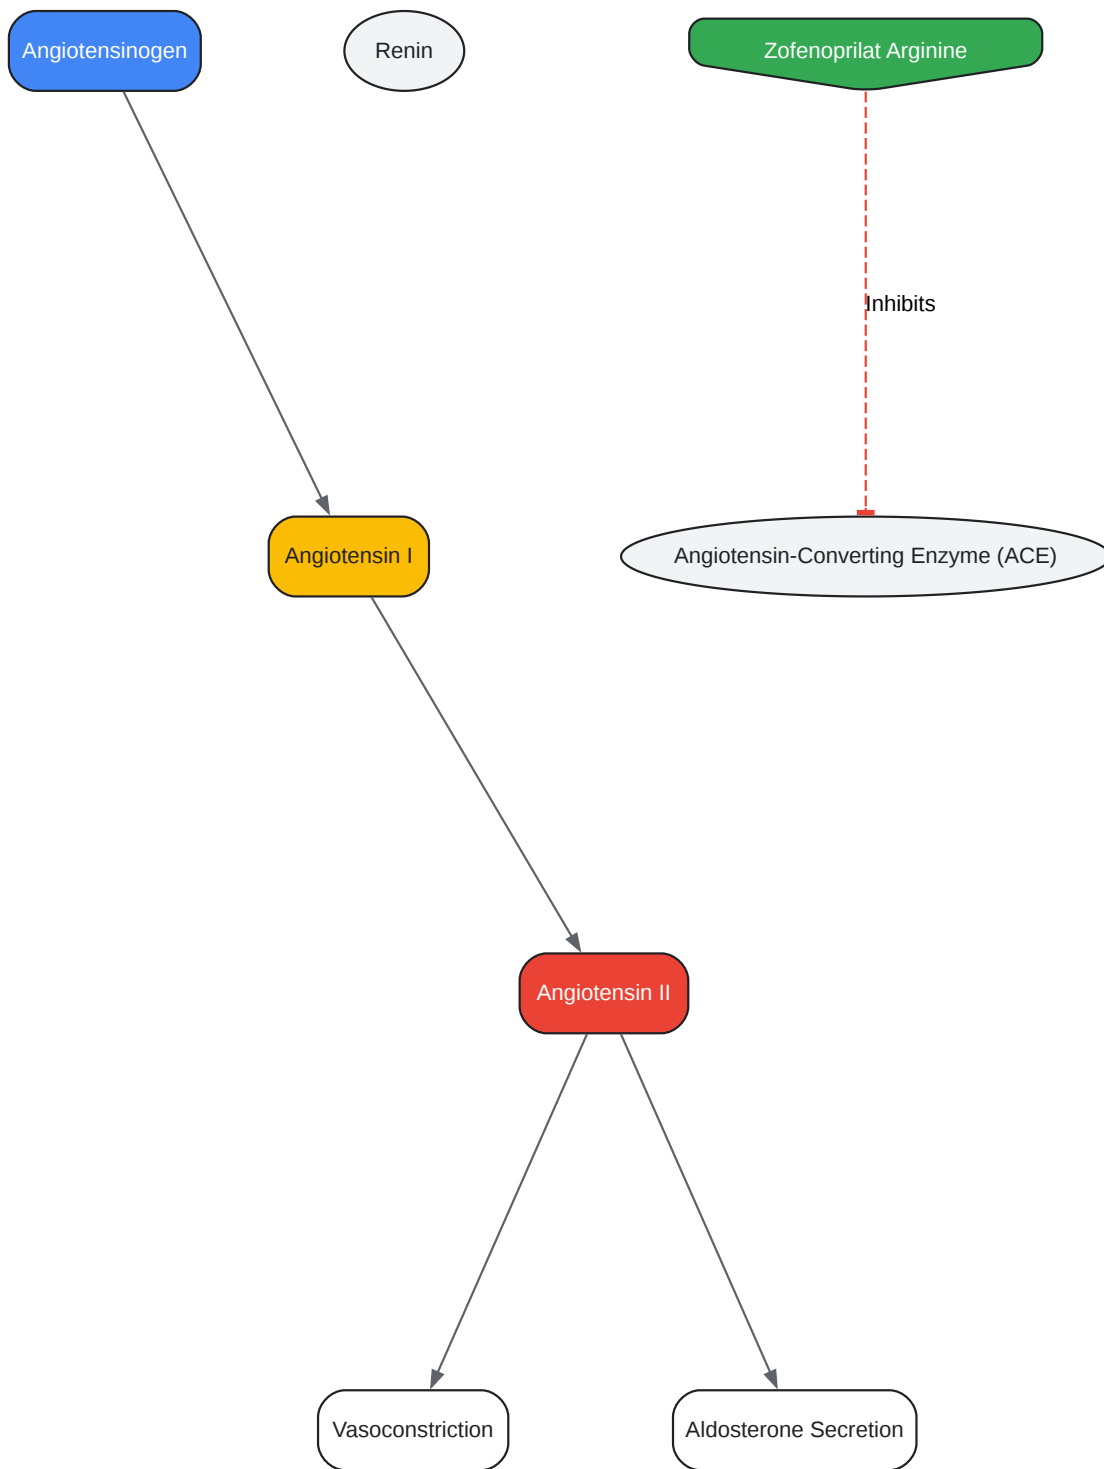 Angiotensinogen
Renin
Zofenoprilat Arginine
Inhibits
Angiotensin I
Angiotensin-Converting Enzyme (ACE)
Angiotensin II
Vasoconstriction
Aldosterone Secretion